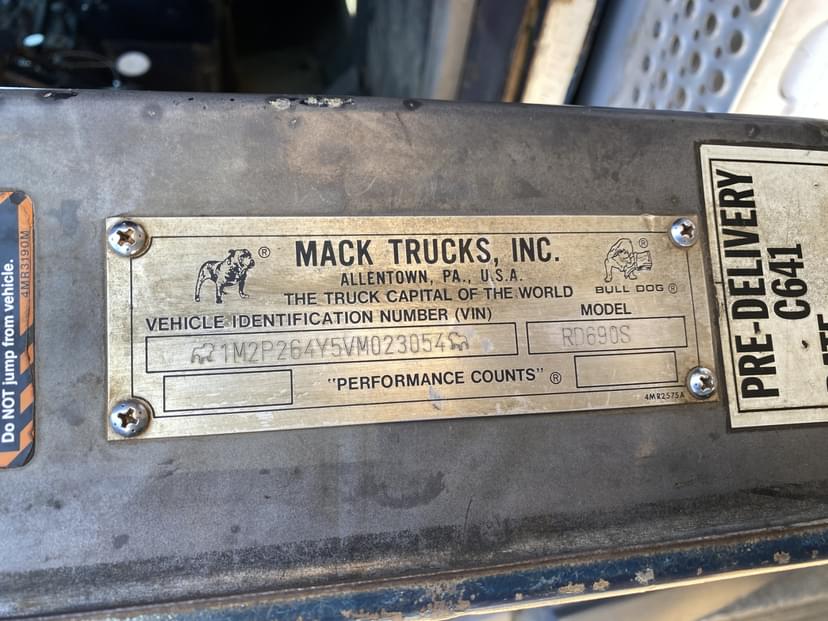 Do NOT jump from vehicle.
4MR3190M
MACK TRUCKS, INC.
ALLENTOWN, PA., U.S.A.
THE TRUCK CAPITAL OF THE WORLD
®
®
BULL DOG ®
VEHICLE IDENTIFICATION NUMBER (VIN)
MODEL
1M2P264Y5VM023054
RD690S
"PERFORMANCE COUNTS" ®
4MR2575A
PRE-DELIVERY
C641